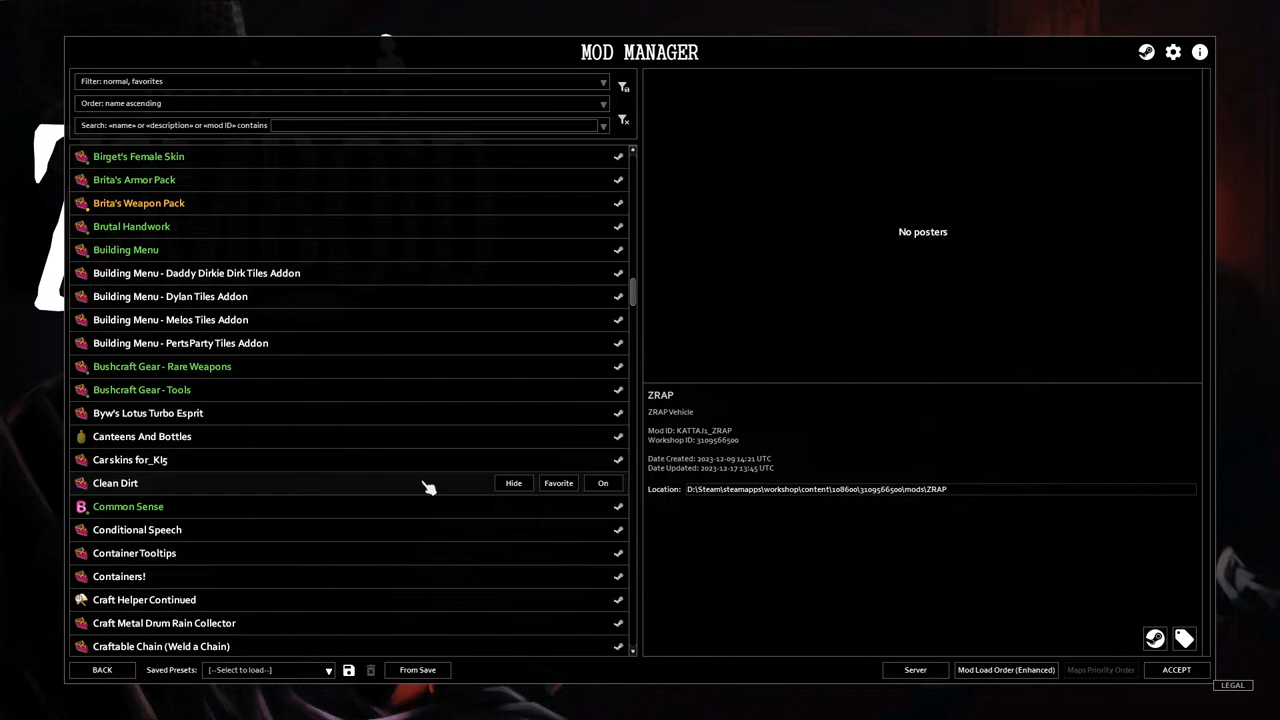 MOD MANAGER
Filter: normal, favorites
Order: name ascending
Search: «name» or «description» or «mod ID» contains
Birget's Female Skin
Brita's Armor Pack
Brita's Weapon Pack
Brutal Handwork
Building Menu
Building Menu - Daddy Dirkie Dirk Tiles Addon
Building Menu - Dylan Tiles Addon
Building Menu - Melos Tiles Addon
Building Menu - PertsParty Tiles Addon
Bushcraft Gear - Rare Weapons
Bushcraft Gear - Tools
Byw's Lotus Turbo Esprit
Canteens And Bottles
Car skins for_KI5
Clean Dirt
Hide
Favorite
On
Common Sense
Conditional Speech
Container Tooltips
Containers!
Craft Helper Continued
Craft Metal Drum Rain Collector
Craftable Chain (Weld a Chain)
No posters
ZRAP
ZRAP Vehicle
Mod ID: KATTAJ1_ZRAP
Workshop ID: 3109566500
Date Created: 2023-12-09 14:21 UTC
Date Updated: 2023-12-17 13:45 UTC
Location: D:\Steam\steamapps\workshop\content\108600\3109566500\mods\ZRAP
BACK
Saved Presets:
[--Select to load--]
From Save
Server
Mod Load Order (Enhanced)
Maps Priority Order
ACCEPT
LEGAL